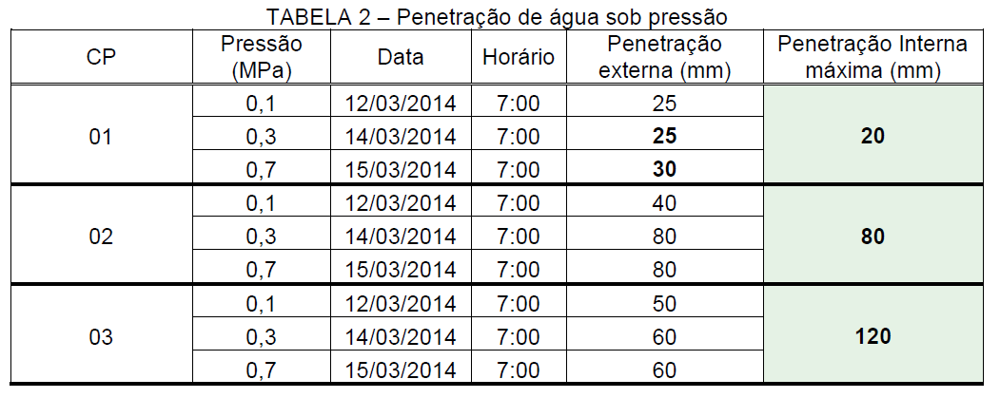 TABELA 2 – Penetração de água sob pressão
CP Pressão (MPa) Data Horário Penetração externa (mm) Penetração Interna máxima (mm)
01 0,1 12/03/2014 7:00 25 20
0,3 14/03/2014 7:00 25
0,7 15/03/2014 7:00 30
02 0,1 12/03/2014 7:00 40 80
0,3 14/03/2014 7:00 80
0,7 15/03/2014 7:00 80
03 0,1 12/03/2014 7:00 50 120
0,3 14/03/2014 7:00 60
0,7 15/03/2014 7:00 60